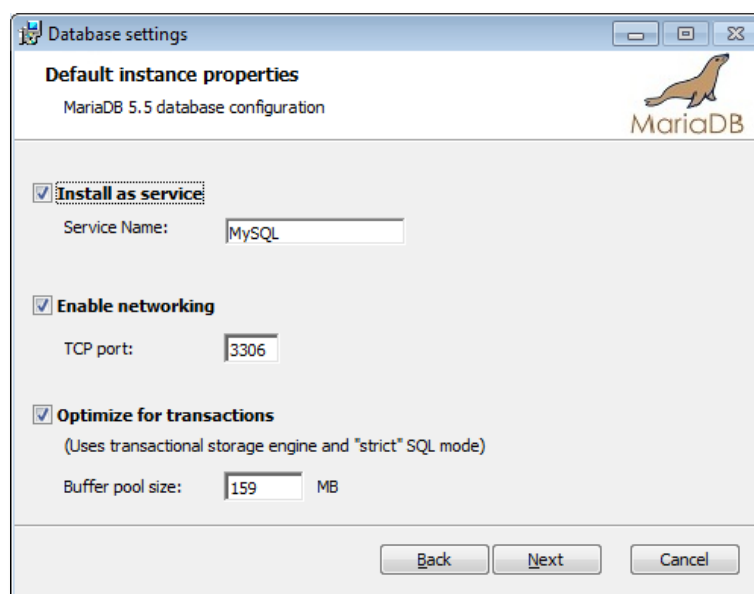 Database settings
Default instance properties
MariaDB 5.5 database configuration
MariaDB
Install as service
Service Name: MySQL
Enable networking
TCP port: 3306
Optimize for transactions
(Uses transactional storage engine and "strict" SQL mode)
Buffer pool size: 159 MB
Back Next Cancel